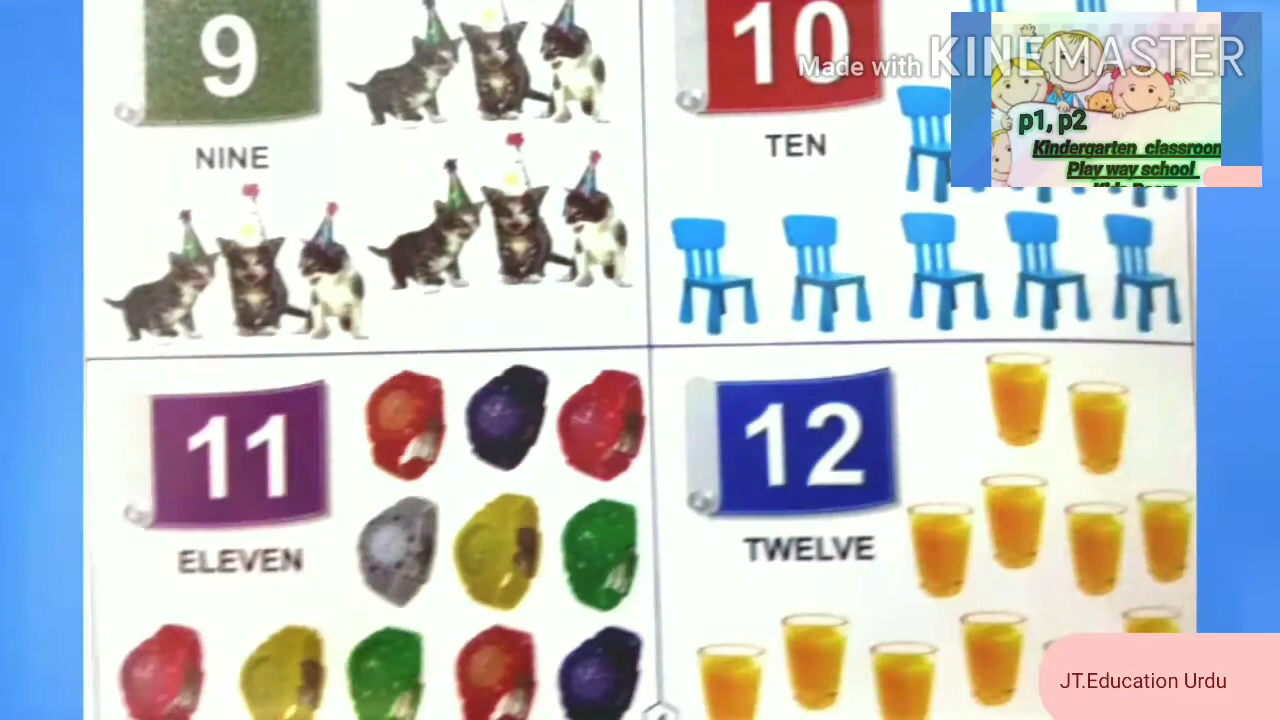 9
10
Made with KINEMASTER
p1, p2
Kindergarten classroon
Play way school
NINE
TEN
11
12
ELEVEN
TWELVE
JT.Education Urdu